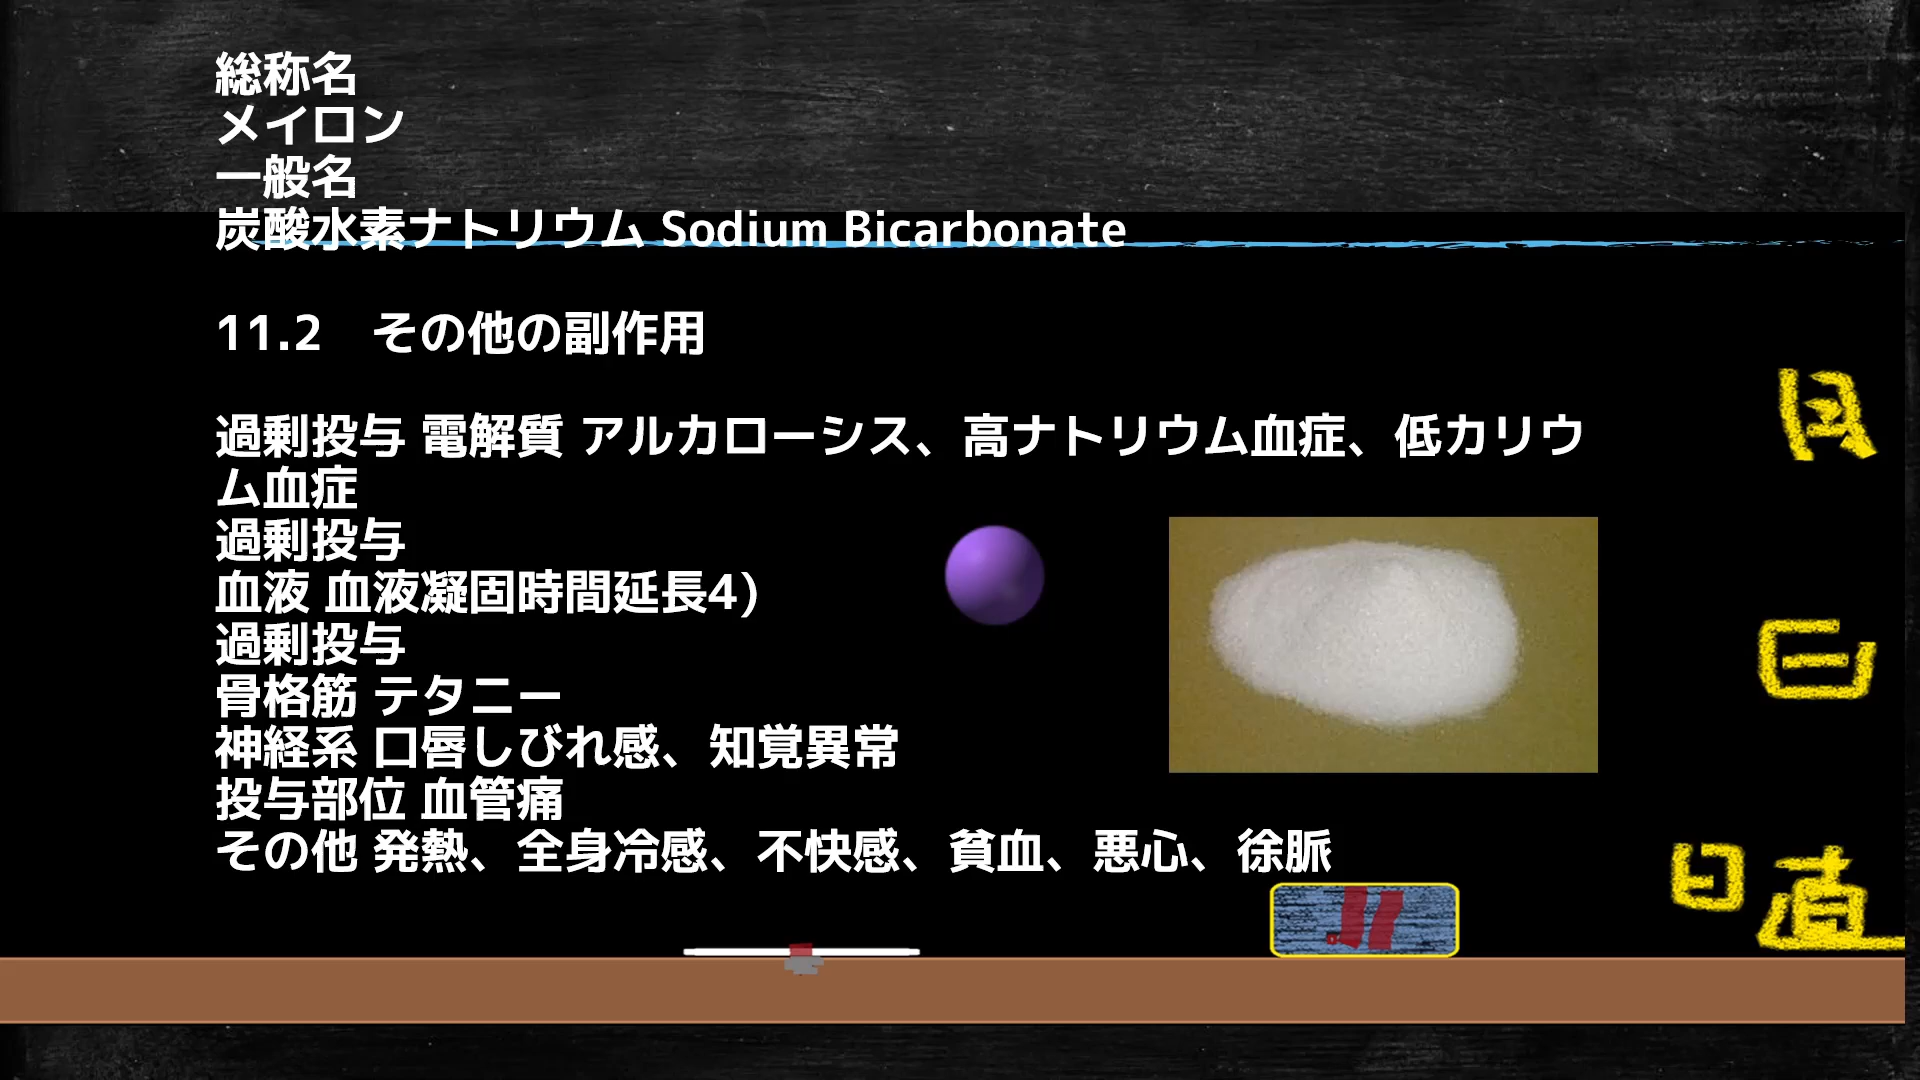 総称名
メイロン
一般名
炭酸水素ナトリウム Sodium Bicarbonate
11.2　その他の副作用
過剰投与 電解質 アルカローシス、高ナトリウム血症、低カリウ
ム血症
過剰投与
血液 血液凝固時間延長4)
過剰投与
骨格筋 テタニー
神経系 口唇しびれ感、知覚異常
投与部位 血管痛
その他 発熱、全身冷感、不快感、貧血、悪心、徐脈
月
日
日直